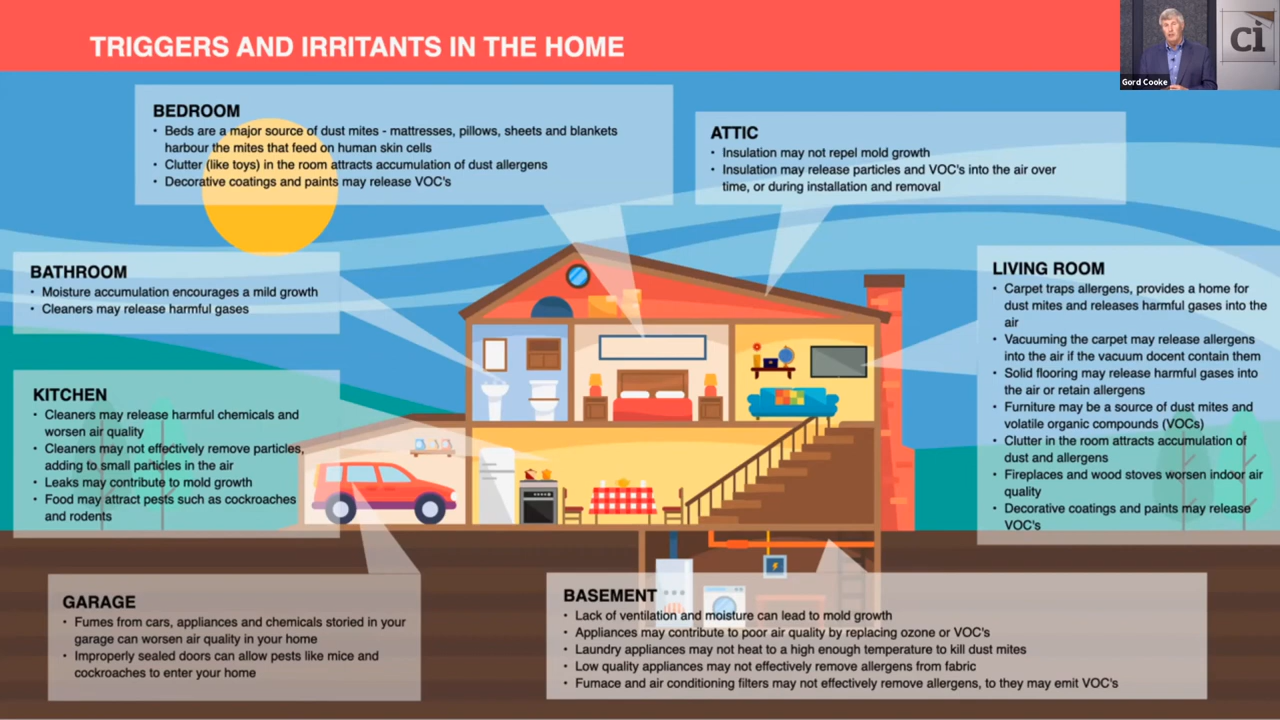 TRIGGERS AND IRRITANTS IN THE HOME
ci
Gord Cooke
BEDROOM
• Beds are a major source of dust mites - mattresses, pillows, sheets and blankets
harbour the mites that feed on human skin cells
• Clutter (like toys) in the room attracts accumulation of dust allergens
• Decorative coatings and paints may release VOC's
ATTIC
• Insulation may not repel mold growth
• Insulation may release particles and VOC's into the air over
time, or during installation and removal
BATHROOM
• Moisture accumulation encourages a mild growth
• Cleaners may release harmful gases
LIVING ROOM
• Carpet traps allergens, provides a home for
dust mites and releases harmful gases into the
air
• Vacuuming the carpet may release allergens
into the air if the vacuum docent contain them
• Solid flooring may release harmful gases into
the air or retain allergens
• Furniture may be a source of dust mites and
volatile organic compounds (VOCs)
• Clutter in the room attracts accumulation of
dust and allergens
• Fireplaces and wood stoves worsen indoor air
quality
• Decorative coatings and paints may release
VOC's
KITCHEN
• Cleaners may release harmful chemicals and
worsen air quality
• Cleaners may not effectively remove particles,
adding to small particles in the air
• Leaks may contribute to mold growth
• Food may attract pests such as cockroaches
and rodents
GARAGE
• Fumes from cars, appliances and chemicals storied in your
garage can worsen air quality in your home
• Improperly sealed doors can allow pests like mice and
cockroaches to enter your home
BASEMENT
• Lack of ventilation and moisture can lead to mold growth
• Appliances may contribute to poor air quality by replacing ozone or VOC's
• Laundry appliances may not heat to a high enough temperature to kill dust mites
• Low quality appliances may not effectively remove allergens from fabric
• Fumace and air conditioning filters may not effectively remove allergens, to they may emit VOC's